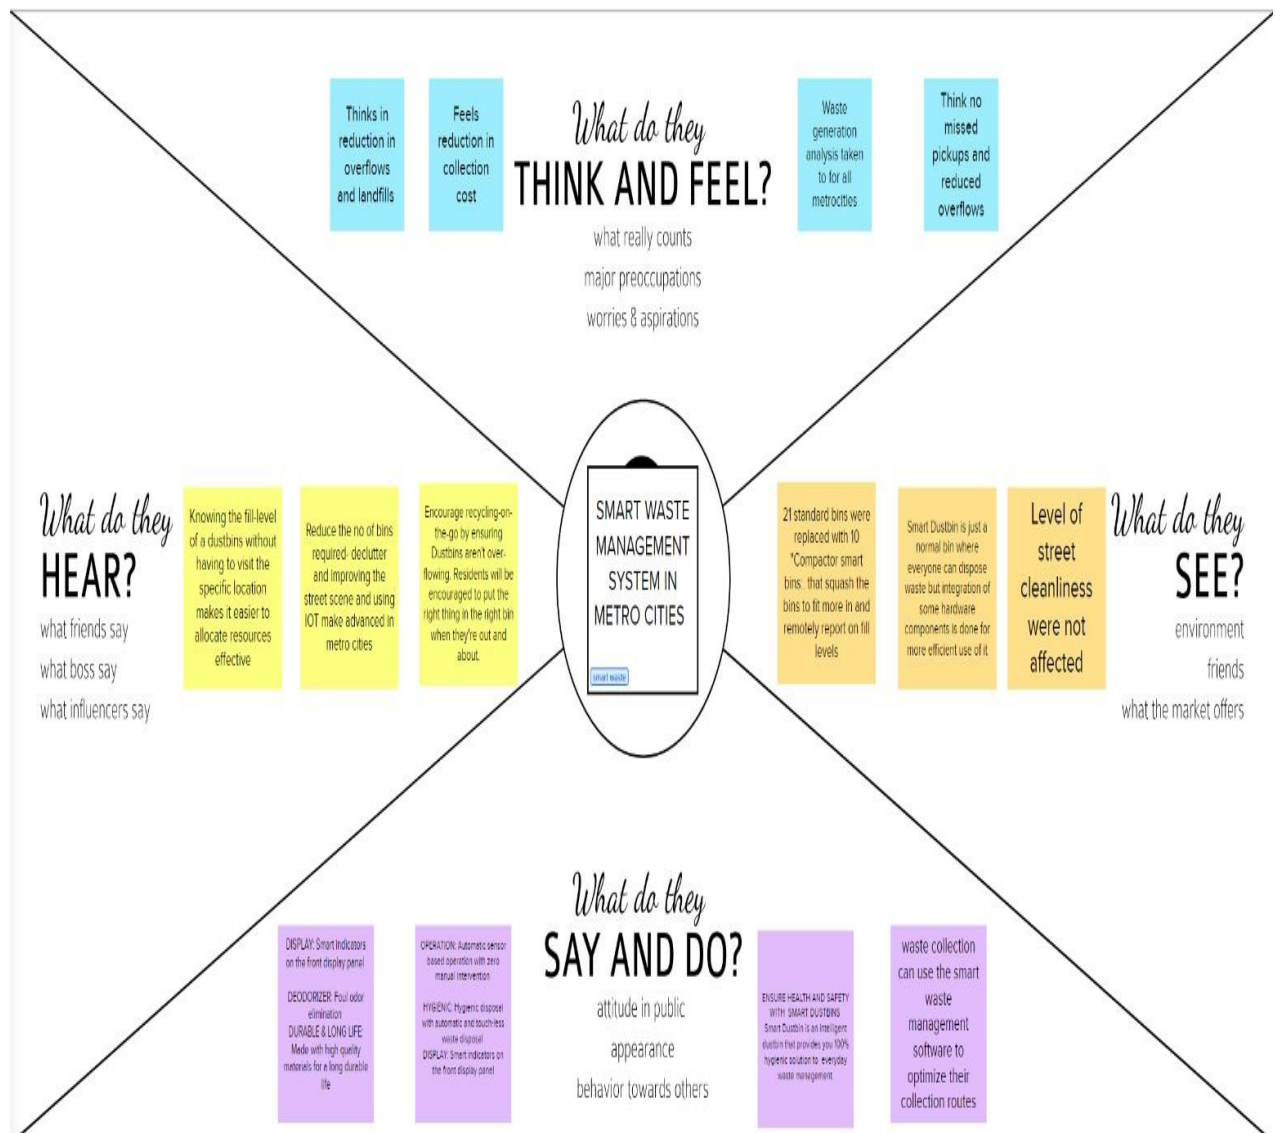 Thinks in
reduction in
overflows
and landfills
Feels
reduction in
collection
cost
What do they
THINK AND FEEL?
what really counts
major preoccupations
worries & aspirations
Waste
generation
analysis taken
to for all
metrocities
Think no
missed
pickups and
reduced
overflows
What do they
HEAR?
what friends say
what boss say
what influencers say
Knowing the fill-level
of a dustbins without
having to visit the
specific location
makes it easier to
allocate resources
effective
Reduce the no of bins
required- declutter
and improving the
street scene and using
IOT make advanced in
metro cities
Encourage recycling-on-
the-go by ensuring
Dustbins aren't over-
flowing. Residents will be
encouraged to put the
right thing in the right bin
when they're out and
about.
SMART WASTE
MANAGEMENT
SYSTEM IN
METRO CITIES
smart waste
21 standard bins were
replaced with 10
"Compactor smart
bins. that squash the
bins to fit more in and
remotely report on fill
levels
Smart Dustbin is just a
normal bin where
everyone can dispose
waste but integration of
some hardware
components is done for
more efficient use of it
Level of
street
cleanliness
were not
affected
What do they
SEE?
environment
friends
what the market offers
What do they
SAY AND DO?
attitude in public
appearance
behavior towards others
DISPLAY: Smart Indicators
on the front display panel
DEODORIZER: Foul odor
elimination
DURABLE & LONG LIFE:
Made with high quality
materials for a long durable
life
OPERATION: Automatic sensor
based operation with zero
manual intervention
HYGIENIC: Hygienic disposal
with automatic and touch-less
waste disposal
DISPLAY: Smart Indicators on
the front display panel
ENSURE HEALTH AND SAFETY
WITH SMART DUSTBINS
Smart Dustbin is an Intelligent
dustbin that provides you 100%
hygienic solution to everyday
waste management
waste collection
can use the smart
waste
management
software to
optimize their
collection routes